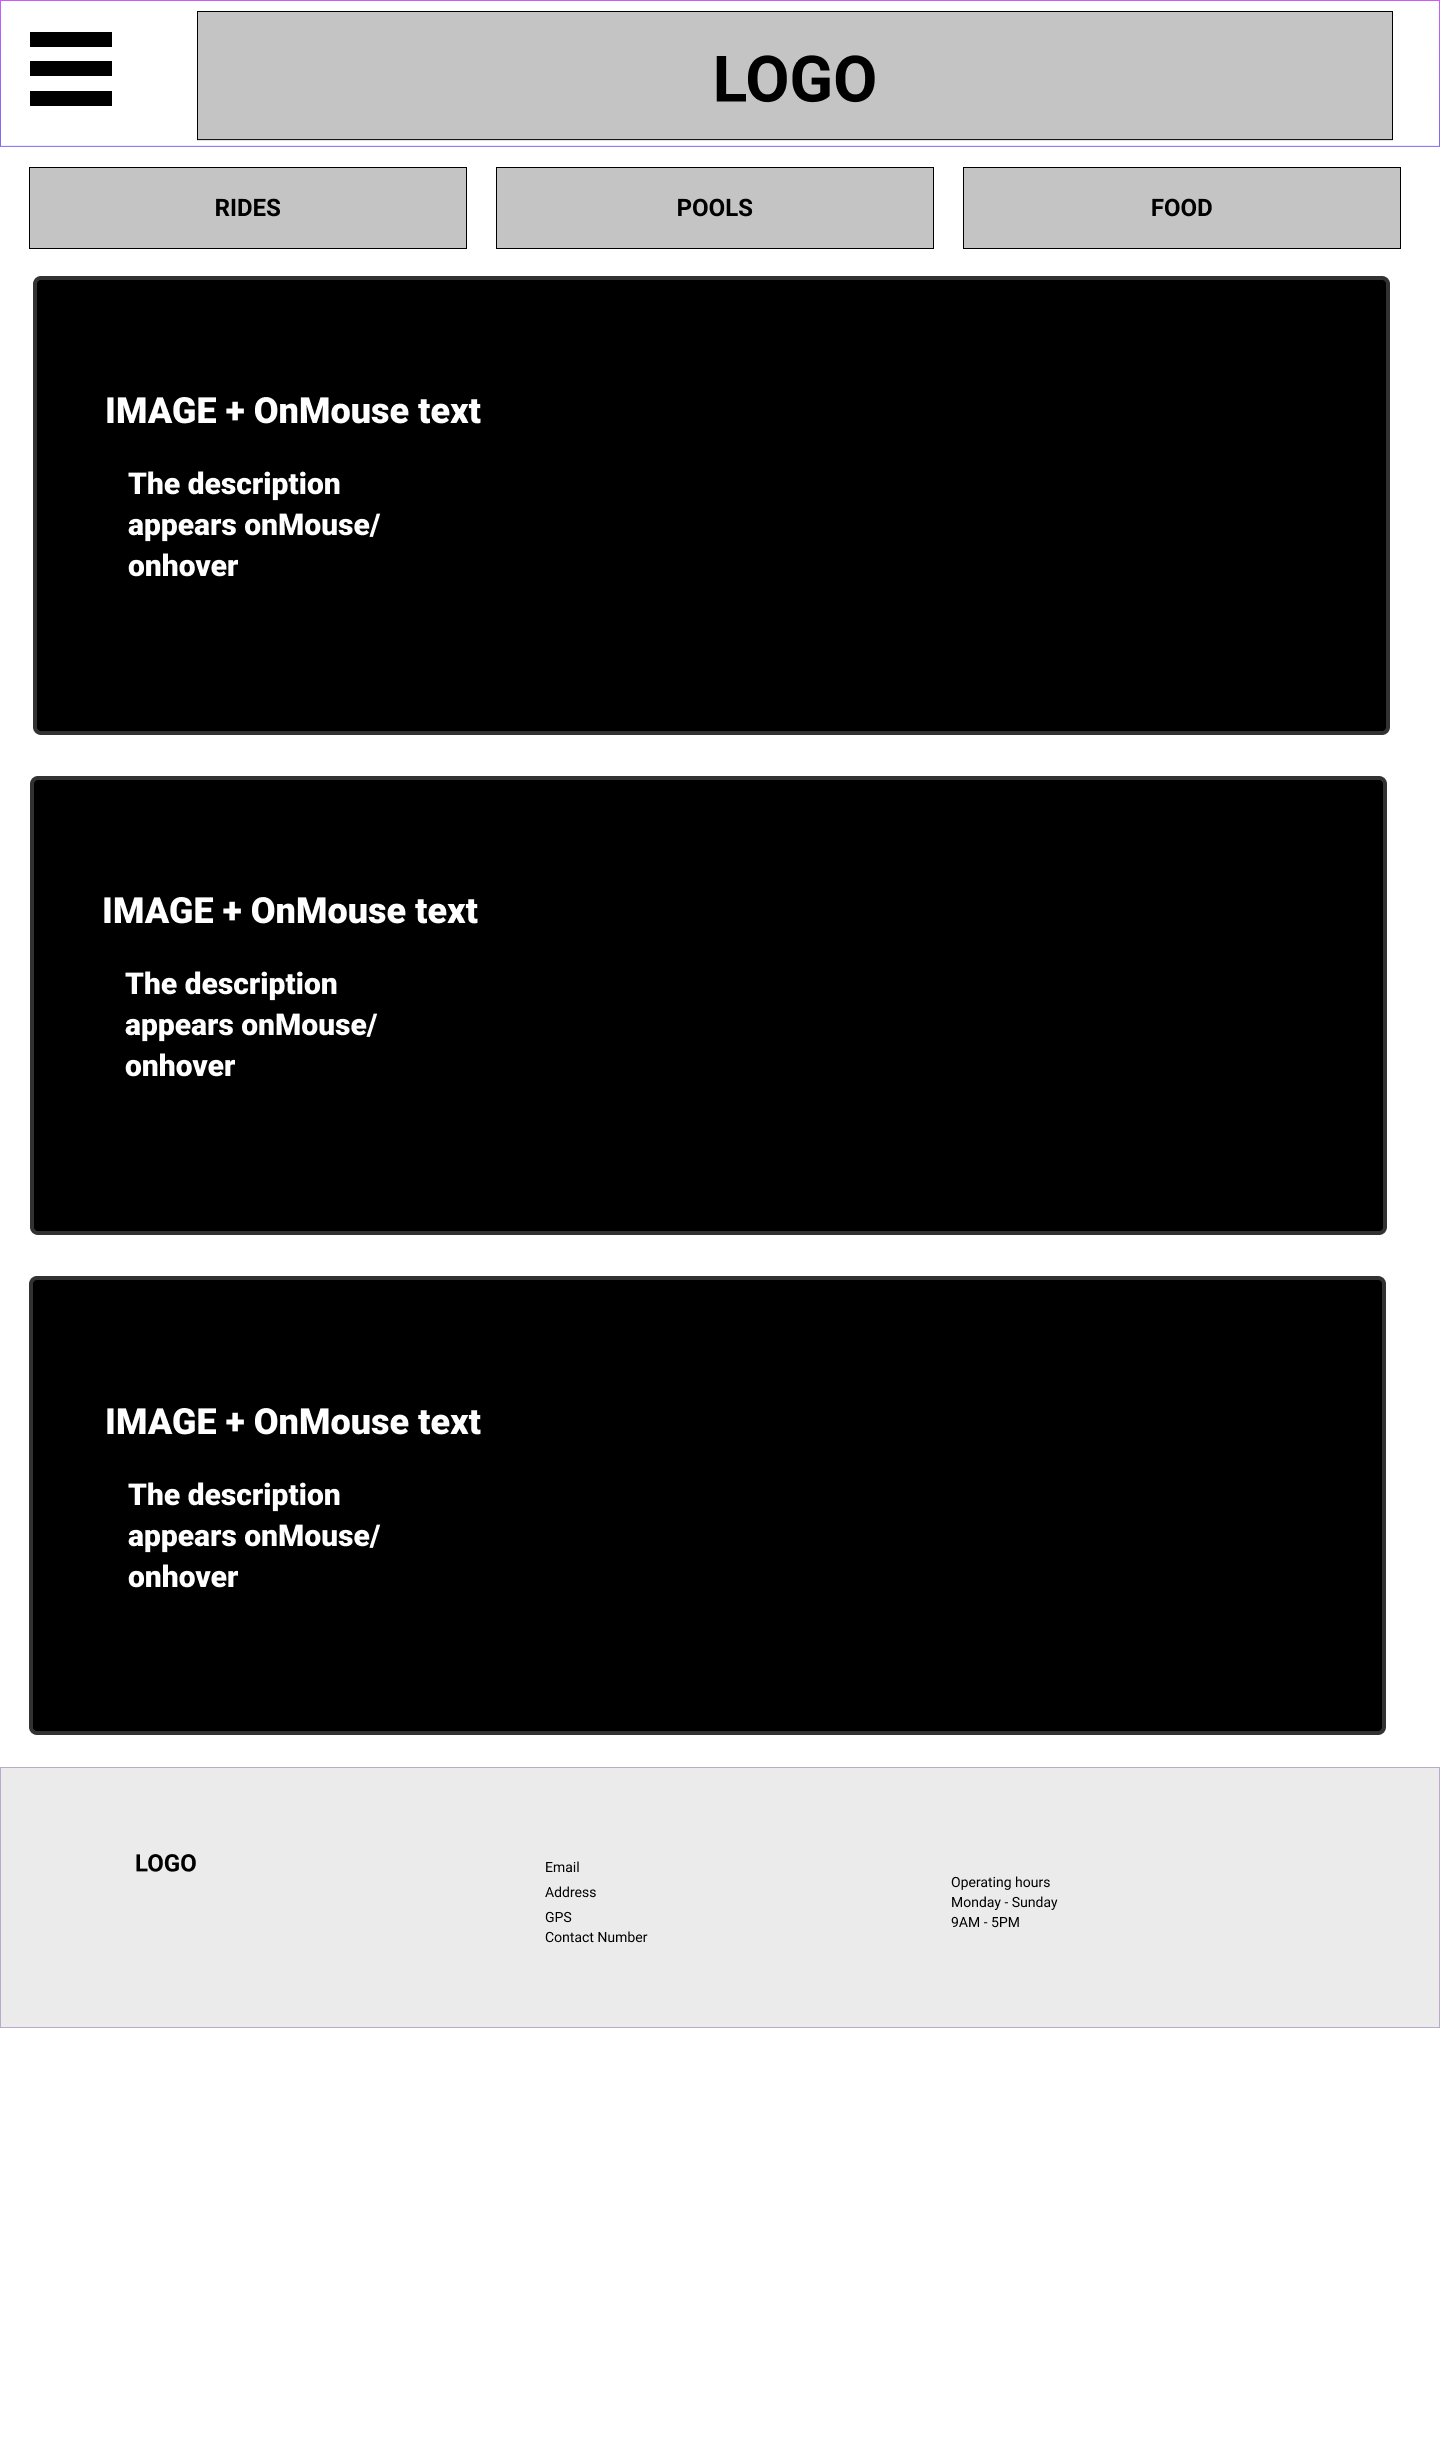 LOGO
RIDES
POOLS
FOOD
IMAGE + OnMouse text
The description
appears onMouse/
onhover
IMAGE + OnMouse text
The description
appears onMouse/
onhover
IMAGE + OnMouse text
The description
appears onMouse/
onhover
LOGO
Email
Address
GPS
Contact Number
Operating hours
Monday - Sunday
9AM - 5PM